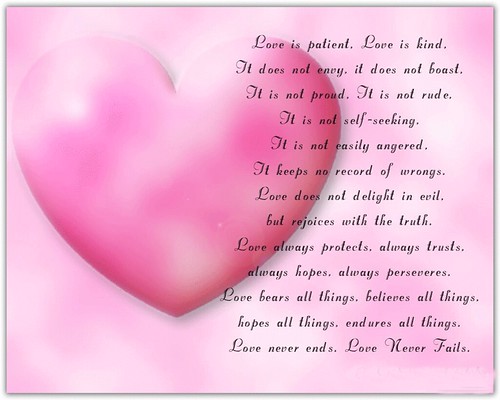 Love is patient, Love is kind,
It does not envy, it does not boast.
It is not proud. It is not rude.
It is not self-seeking.
It is not easily angered.
It keeps no record of wrongs.
Love does not delight in evil,
but rejoices with the truth.
Love always protects, always trusts,
always hopes, always perseveres.
Love bears all things, believes all things,
hopes all things, endures all things.
Love never ends. Love Never Fails.